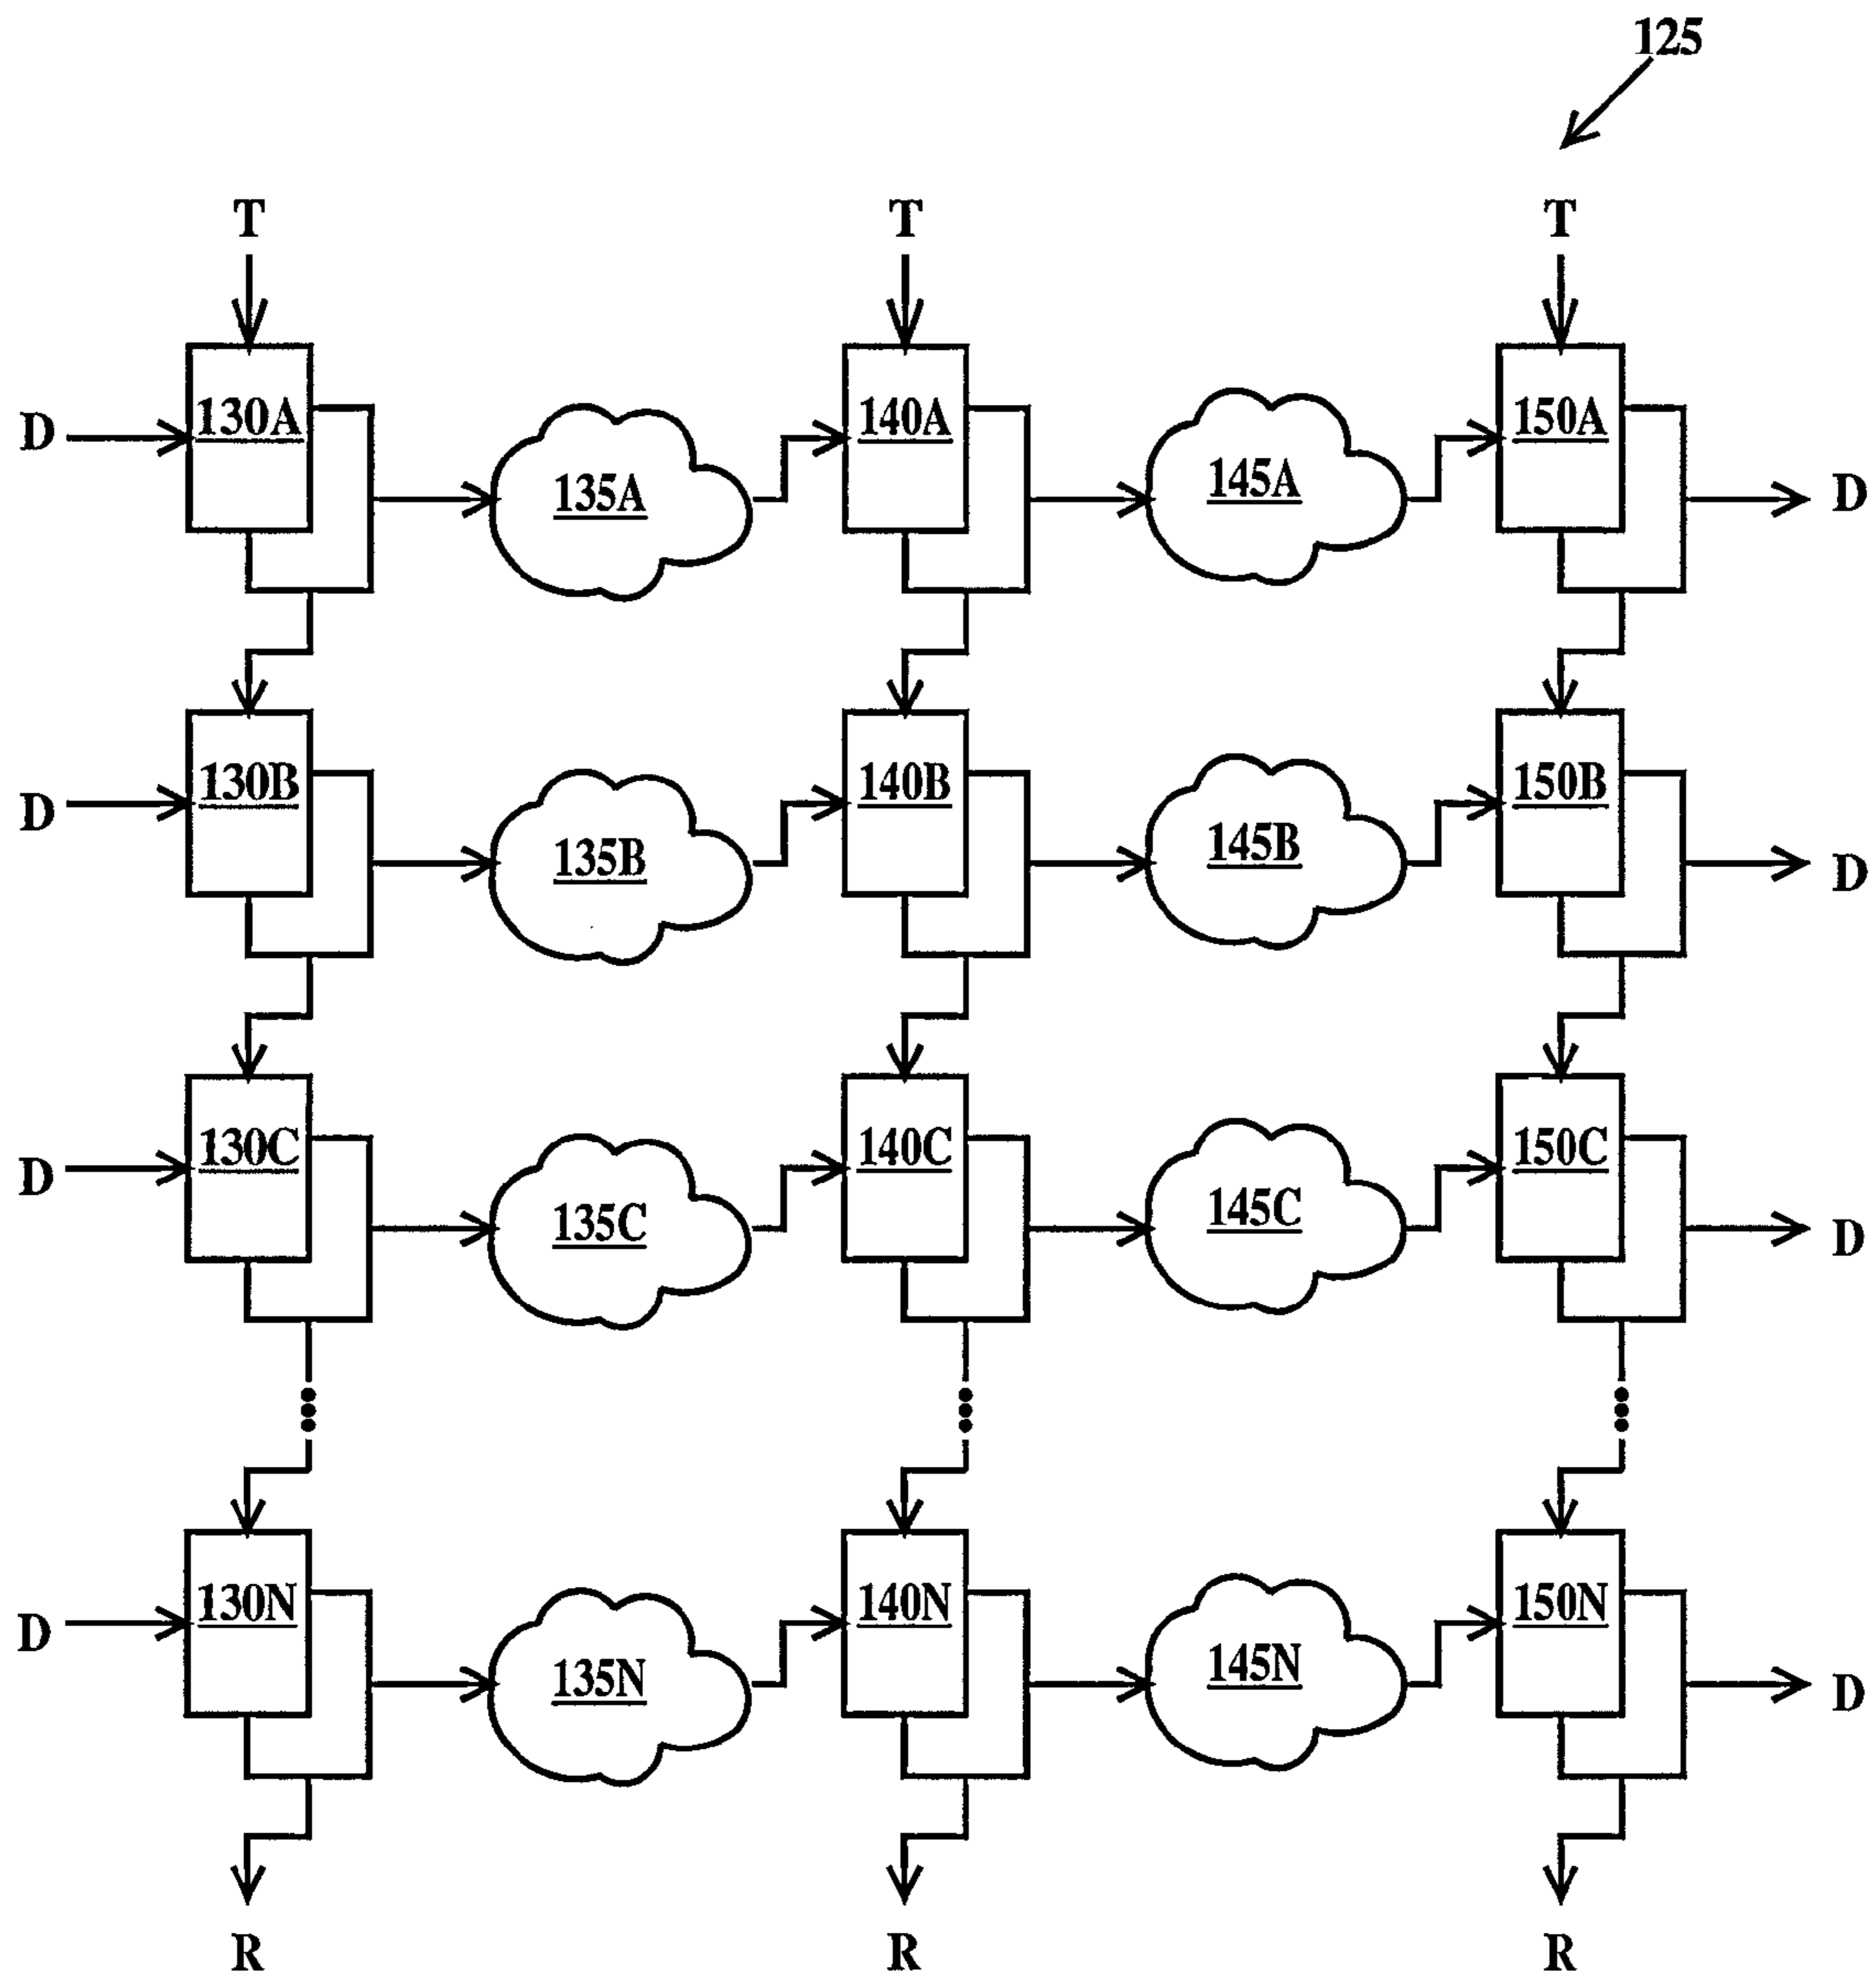 125
T T T
D 130A 135A 140A 145A 150A D
D 130B 135B 140B 145B 150B D
D 130C 135C 140C 145C 150C D
D 130N 135N 140N 145N 150N D
R R R